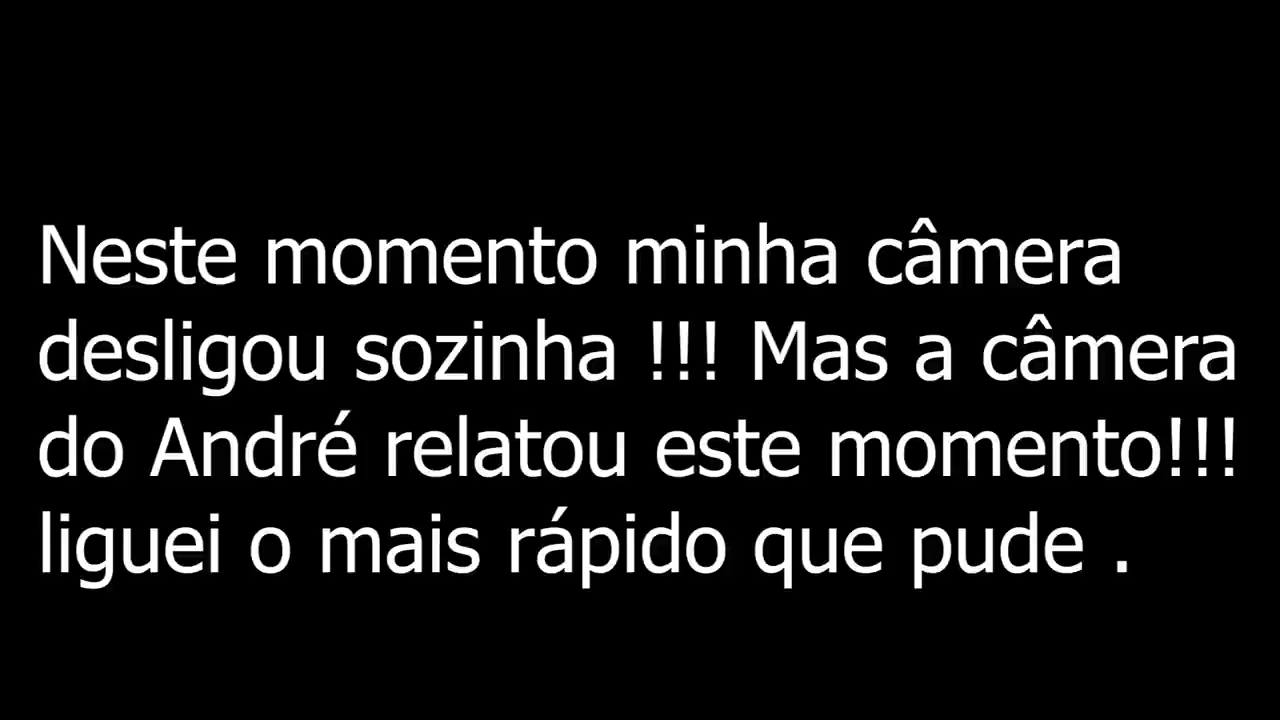 Neste momento minha câmera
desligou sozinha !!! Mas a câmera
do André relatou este momento!!!
liguei o mais rápido que pude .